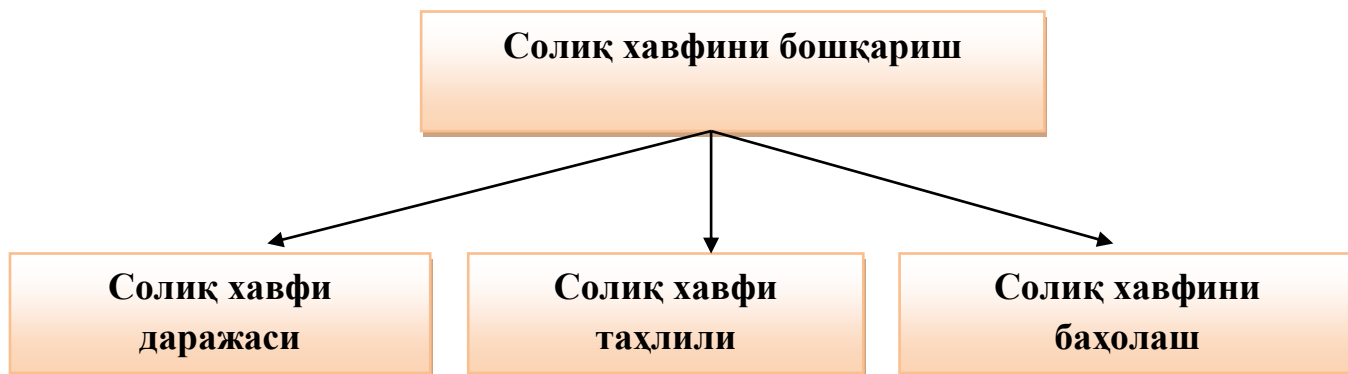 Солиқ хавфини бошқариш
Солиқ хавфи
даражаси
Солиқ хавфи
таҳлили
Солиқ хавфини
баҳолаш